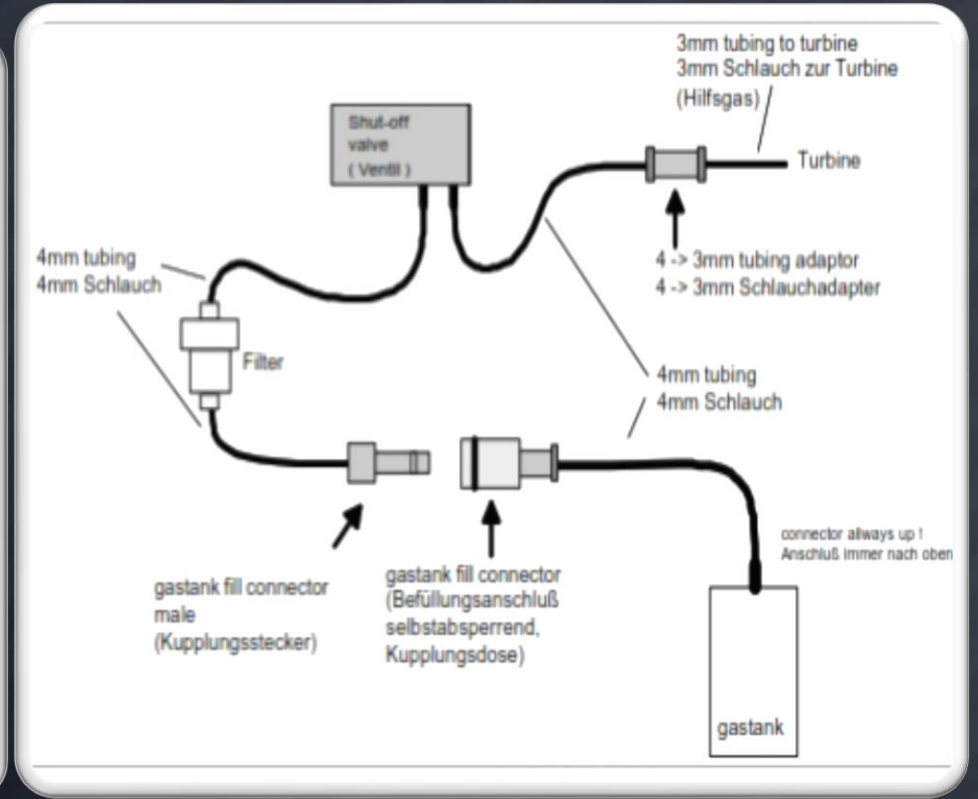 3mm tubing to turbine
3mm Schlauch zur Turbine
(Hilfsgas)
Shut-off
valve
( Ventil )
Turbine
4mm tubing
4mm Schlauch
4 -> 3mm tubing adaptor
4 -> 3mm Schlauchadapter
Filter
4mm tubing
4mm Schlauch
connector allways up !
Anschluß immer nach oben
gastank fill connector
male
(Kupplungsstecker)
gastank fill connector
(Befüllungsanschluß
selbstabsperrend,
Kupplungsdose)
gastank